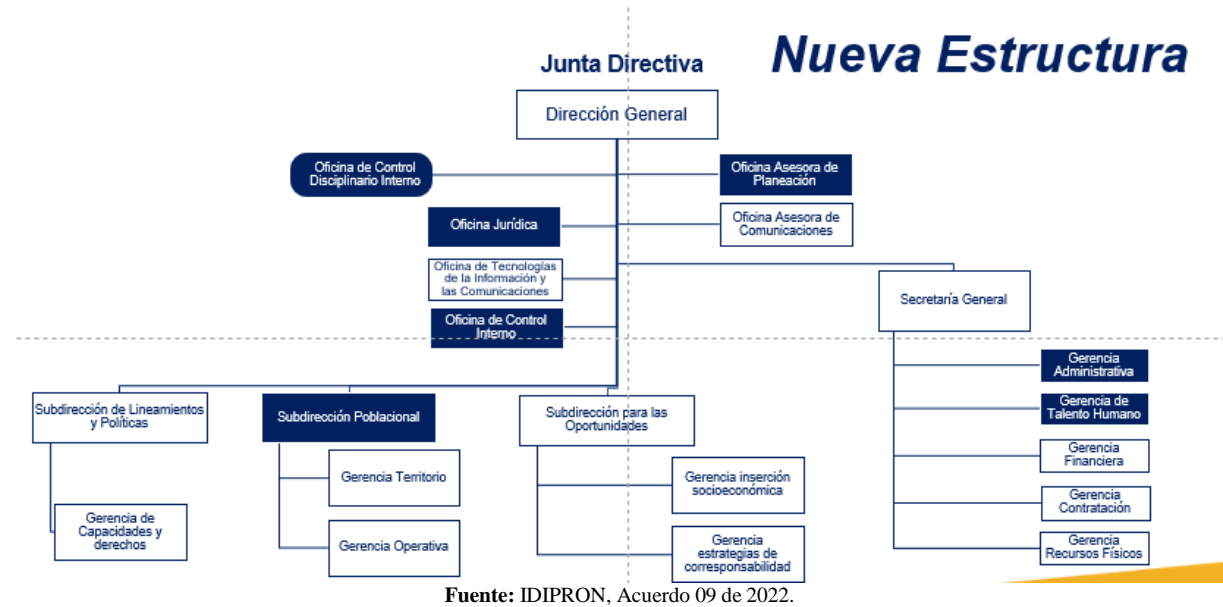 Nueva Estructura
Junta Directiva
Dirección General
Oficina de Control
Disciplinario Interno
Oficina Asesora de
Planeación
Oficina Jurídica
Oficina Asesora de
Comunicaciones
Oficina de Tecnologías
de la Información y
las Comunicaciones
Secretaría General
Oficina de Control
Interno
Gerencia
Administrativa
Gerencia de
Talento Humano
Gerencia
Financiera
Gerencia
Contratación
Gerencia
Recursos Físicos
Subdirección de Lineamientos
y Políticas
Gerencia de
Capacidades y
derechos
Subdirección Poblacional
Gerencia Territorio
Gerencia Operativa
Subdirección para las
Oportunidades
Gerencia inserción
socioeconómica
Gerencia
estrategias de
corresponsabilidad
Fuente: IDIPRON, Acuerdo 09 de 2022.